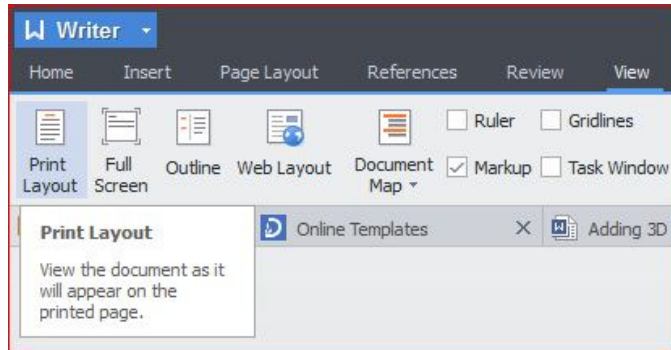 Writer
Home Insert Page Layout References Review View
Print Layout
Full Screen
Outline
Web Layout
Document Map
Ruler
Gridlines
Markup
Task Window
Online Templates
Adding 3D
Print Layout
View the document as it
will appear on the
printed page.